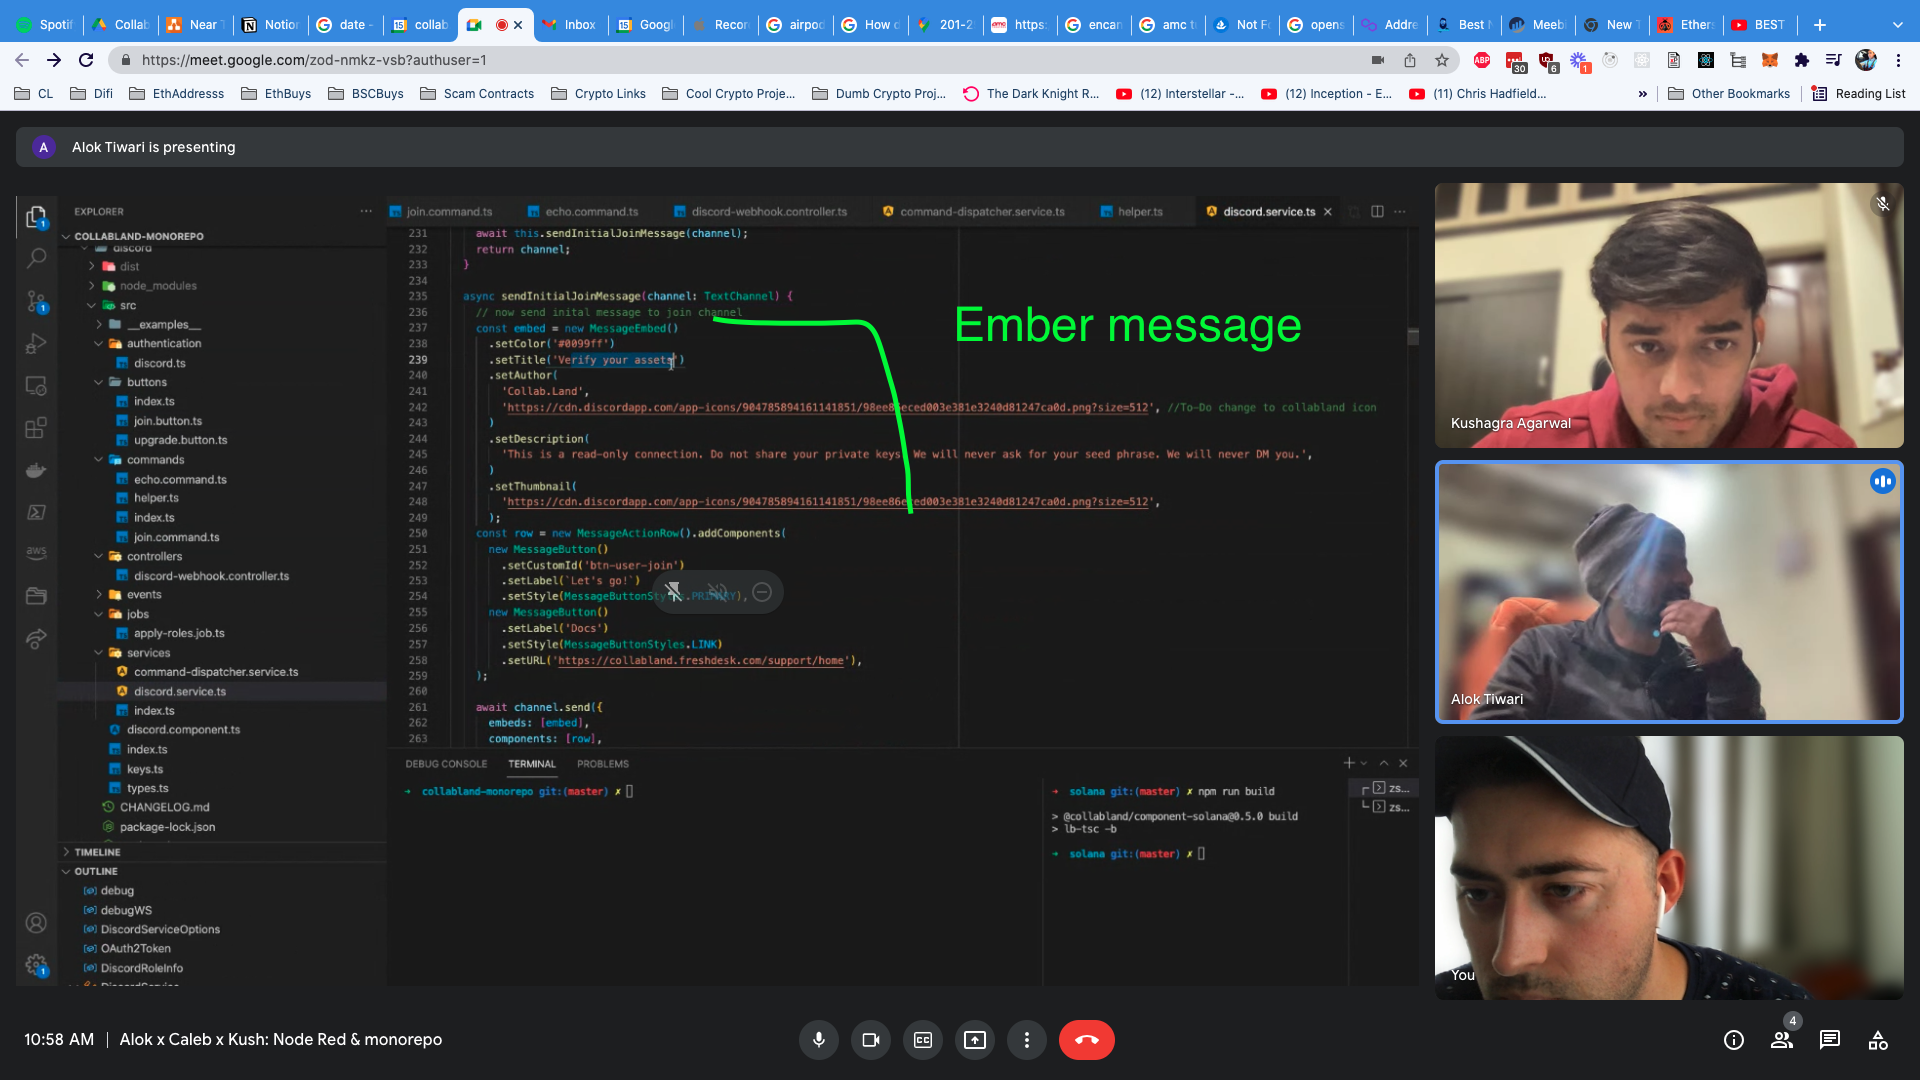 Spotif
Collab
Near T
Notion
date -
collab
Inbox
Googl
Recor
airpod
How d
201-2
https:
encan
amc t
Not F
opens
Addre
Best N
Meebi
New T
Ethers
BEST
https://meet.google.com/zod-nmkz-vsb?authuser=1
ABP
30
6
1
CL
Difi
EthAddresss
EthBuys
BSCBuys
Scam Contracts
Crypto Links
Cool Crypto Proje...
Dumb Crypto Proj...
The Dark Knight R...
(12) Interstellar -...
(12) Inception - E...
(11) Chris Hadfield...
»
Other Bookmarks
Reading List
A
Alok Tiwari is presenting
EXPLORER
COLLABLAND-MONOREPO
discord
dist
node_modules
src
__examples__
authentication
discord.ts
buttons
index.ts
join.button.ts
upgrade.button.ts
commands
echo.command.ts
helper.ts
index.ts
join.command.ts
controllers
discord-webhook.controller.ts
events
jobs
apply-roles.job.ts
services
command-dispatcher.service.ts
discord.service.ts
index.ts
discord.component.ts
index.ts
keys.ts
types.ts
CHANGELOG.md
package-lock.json
TIMELINE
OUTLINE
debug
debugWS
DiscordServiceOptions
OAuth2Token
DiscordRoleInfo
DiscordService
aws
join.command.ts
echo.command.ts
discord-webhook.controller.ts
command-dispatcher.service.ts
helper.ts
discord.service.ts
231 await this.sendInitialJoinMessage(channel);
232 return channel;
233 }
234
235 async sendInitialJoinMessage(channel: TextChannel) {
236 // now send inital message to join channel
237 const embed = new MessageEmbed()
238 .setColor('#0099ff')
239 .setTitle('Verify your assets')
240 .setAuthor(
241 'Collab.Land',
242 'https://cdn.discordapp.com/app-icons/904785894161141851/98ee86eced003e381e3240d81247ca0d.png?size=512', //To-Do change to collabland icon
243 )
244 .setDescription(
245 'This is a read-only connection. Do not share your private keys. We will never ask for your seed phrase. We will never DM you.',
246 )
247 .setThumbnail(
248 'https://cdn.discordapp.com/app-icons/904785894161141851/98ee86eced003e381e3240d81247ca0d.png?size=512',
249 );
250 const row = new MessageActionRow().addComponents(
251 new MessageButton()
252 .setCustomId('btn-user-join')
253 .setLabel(`Let's go!`)
254 .setStyle(MessageButtonStyles.PRIMARY),
255 new MessageButton()
256 .setLabel('Docs')
257 .setStyle(MessageButtonStyles.LINK)
258 .setURL('https://collabland.freshdesk.com/support/home'),
259 );
260
261 await channel.send({
262 embeds: [embed],
263 components: [row],
Ember message
DEBUG CONSOLE
TERMINAL
PROBLEMS
collabland-monorepo git:(master) ✗
solana git:(master) ✗ npm run build
> @collabland/component-solana@0.5.0 build
> lb-tsc -b
solana git:(master) ✗
zs...
zs...
Kushagra Agarwal
Alok Tiwari
You
10:58 AM | Alok x Caleb x Kush: Node Red & monorepo
CC
4